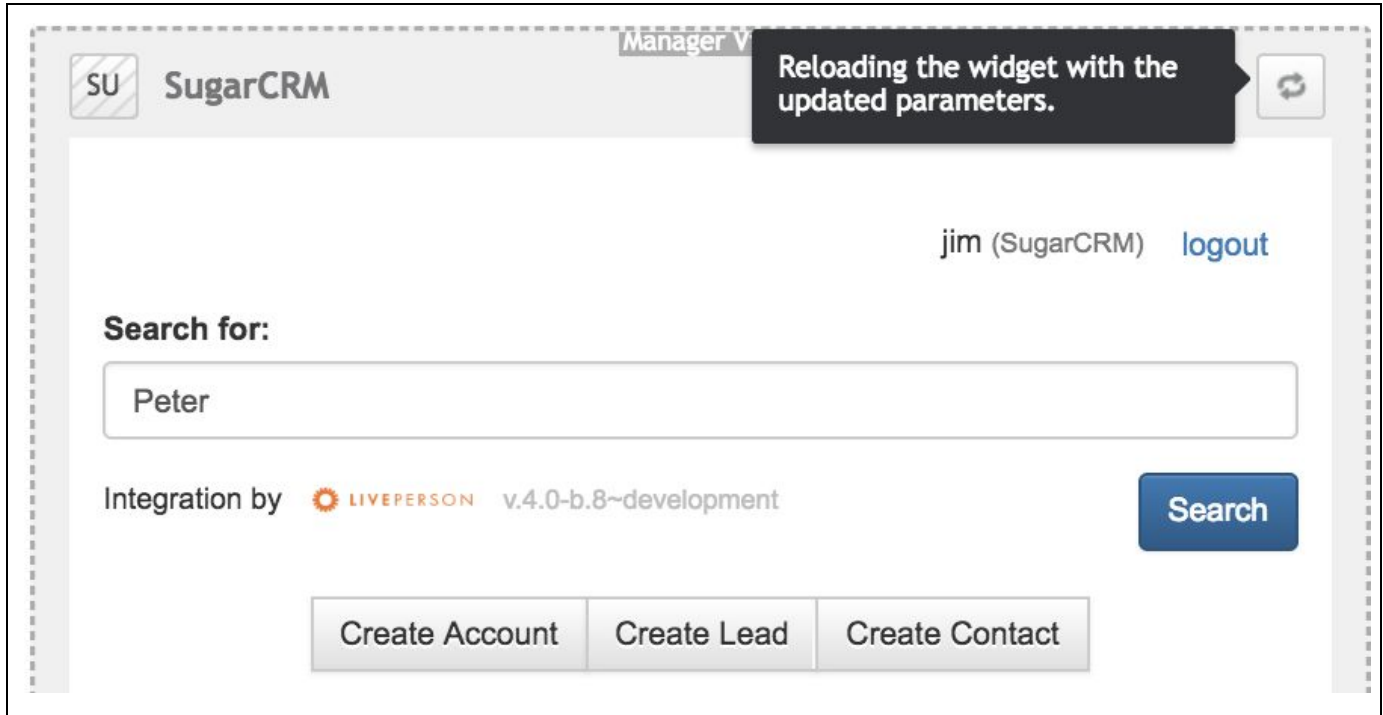 Manager V
Reloading the widget with the
updated parameters.
SU SugarCRM
jim (SugarCRM) logout
Search for:
Peter
Integration by LIVEPERSON v.4.0-b.8~development
Search
Create Account Create Lead Create Contact